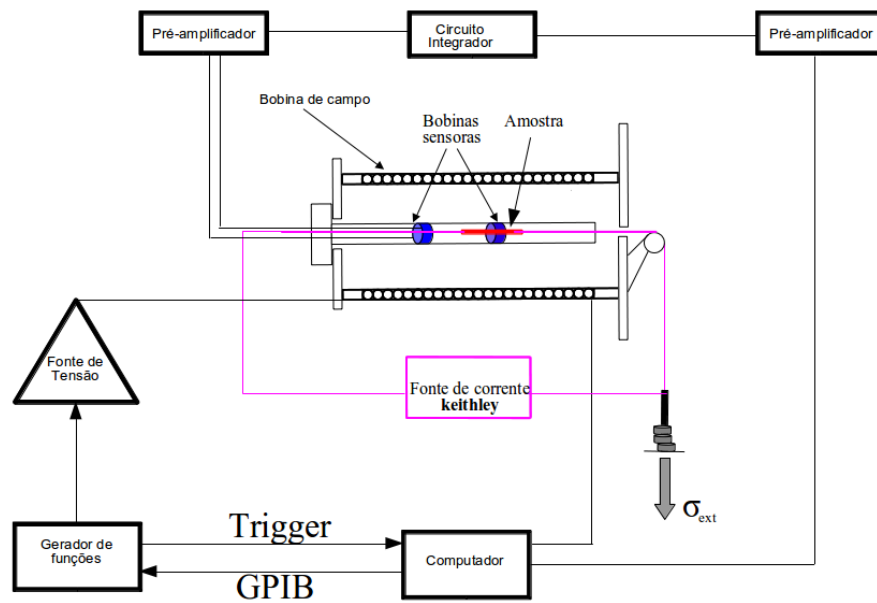 Pré-amplificador
Circuito
Integrador
Pré-amplificador
Bobina de campo
Bobinas
sensoras
Amostra
Fonte de
Tensão
Fonte de corrente
keithley
σext
Gerador de
funções
Trigger
GPIB
Computador